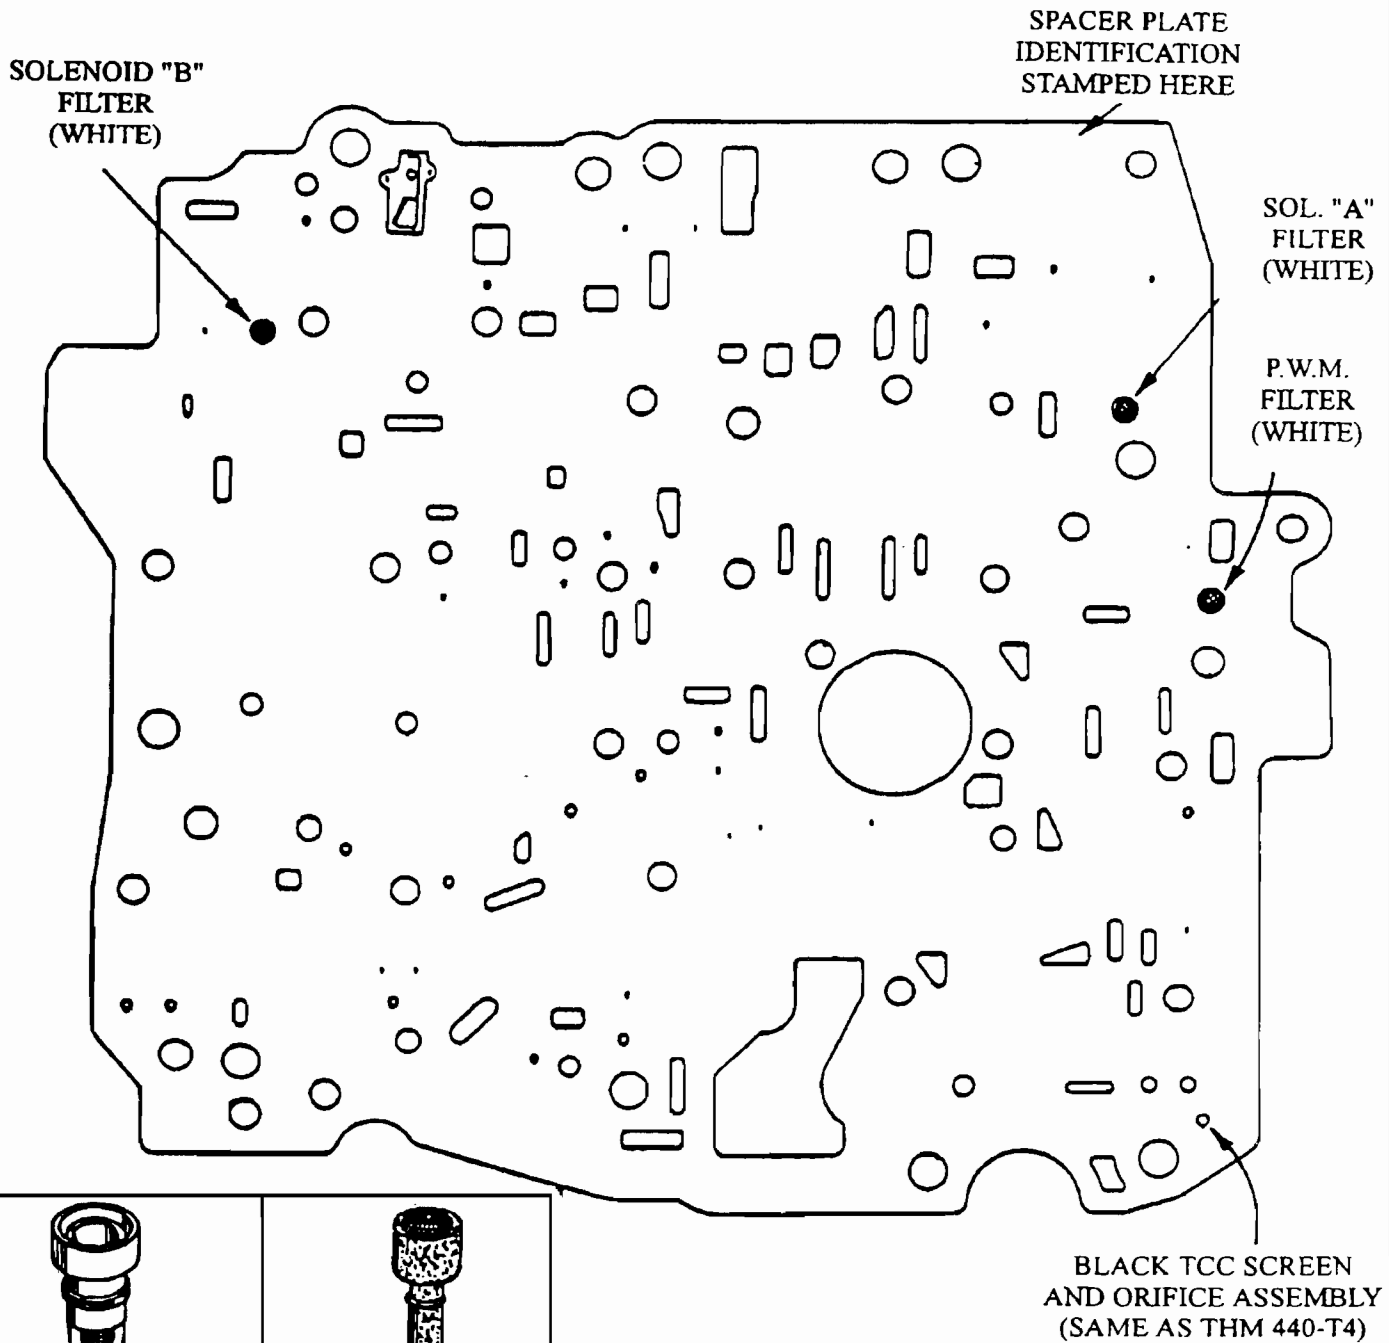 SPACER PLATE
IDENTIFICATION
STAMPED HERE
SOLENOID "B"
FILTER
(WHITE)
SOL. "A"
FILTER
(WHITE)
P.W.M.
FILTER
(WHITE)
BLACK TCC SCREEN
AND ORIFICE ASSEMBLY
(SAME AS THM 440-T4)